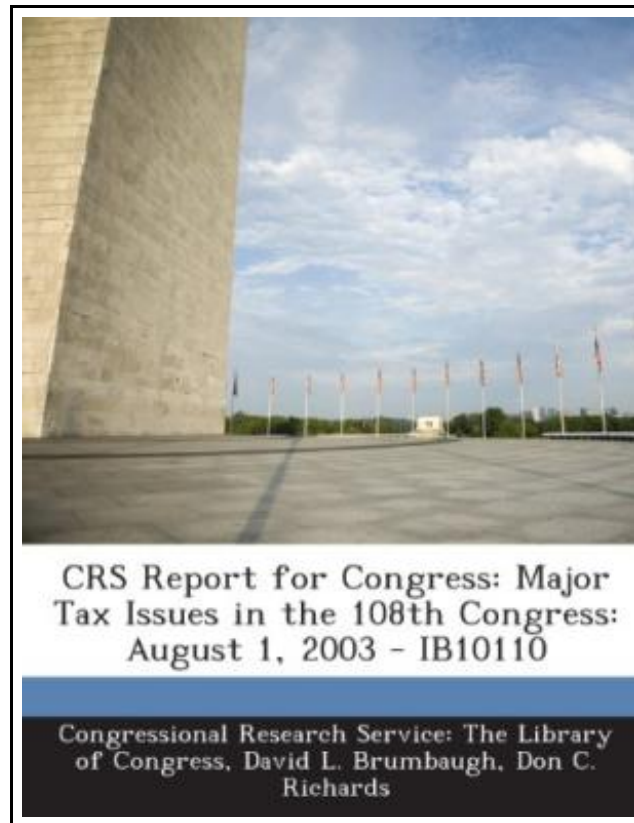 CRS Report for Congress: Major
Tax Issues in the 108th Congress:
August 1, 2003 - IB10110
Congressional Research Service: The Library
of Congress, David L. Brumbaugh, Don C.
Richards